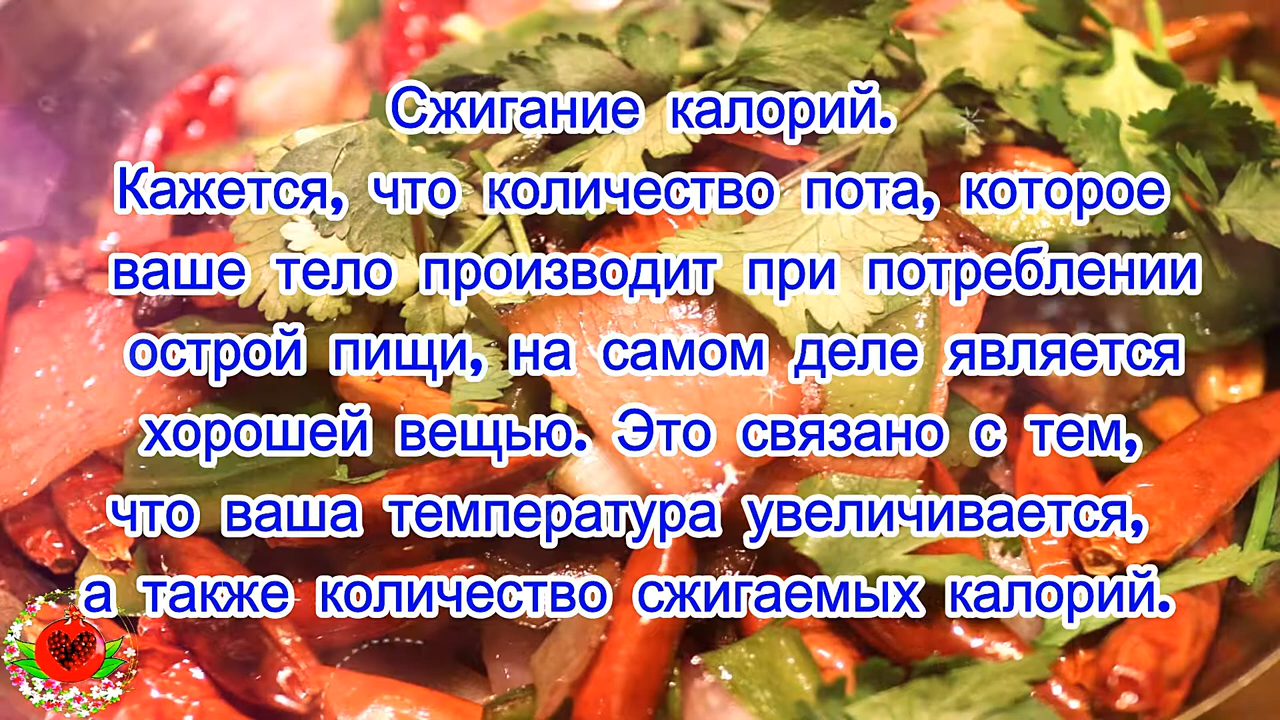 Сжигание калорий.
Кажется, что количество пота, которое
ваше тело производит при потреблении
острой пищи, на самом деле является
хорошей вещью. Это связано с тем,
что ваша температура увеличивается,
а также количество сжигаемых калорий.